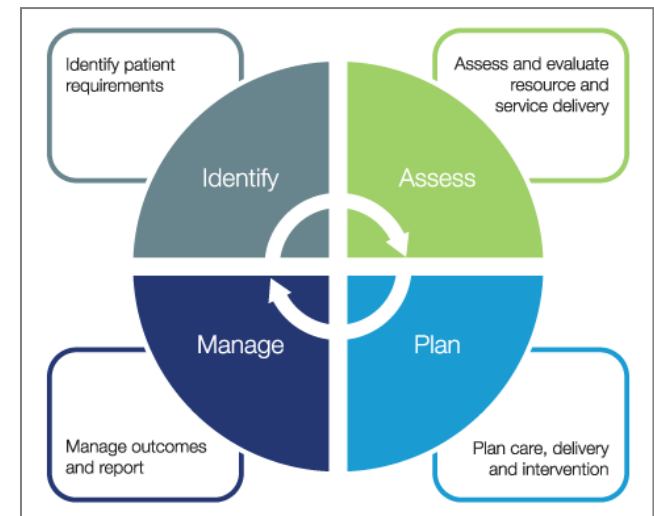 Identify patient
requirements
Assess and evaluate
resource and
service delivery
Identify
Assess
Manage
Plan
Manage outcomes
and report
Plan care, delivery
and intervention